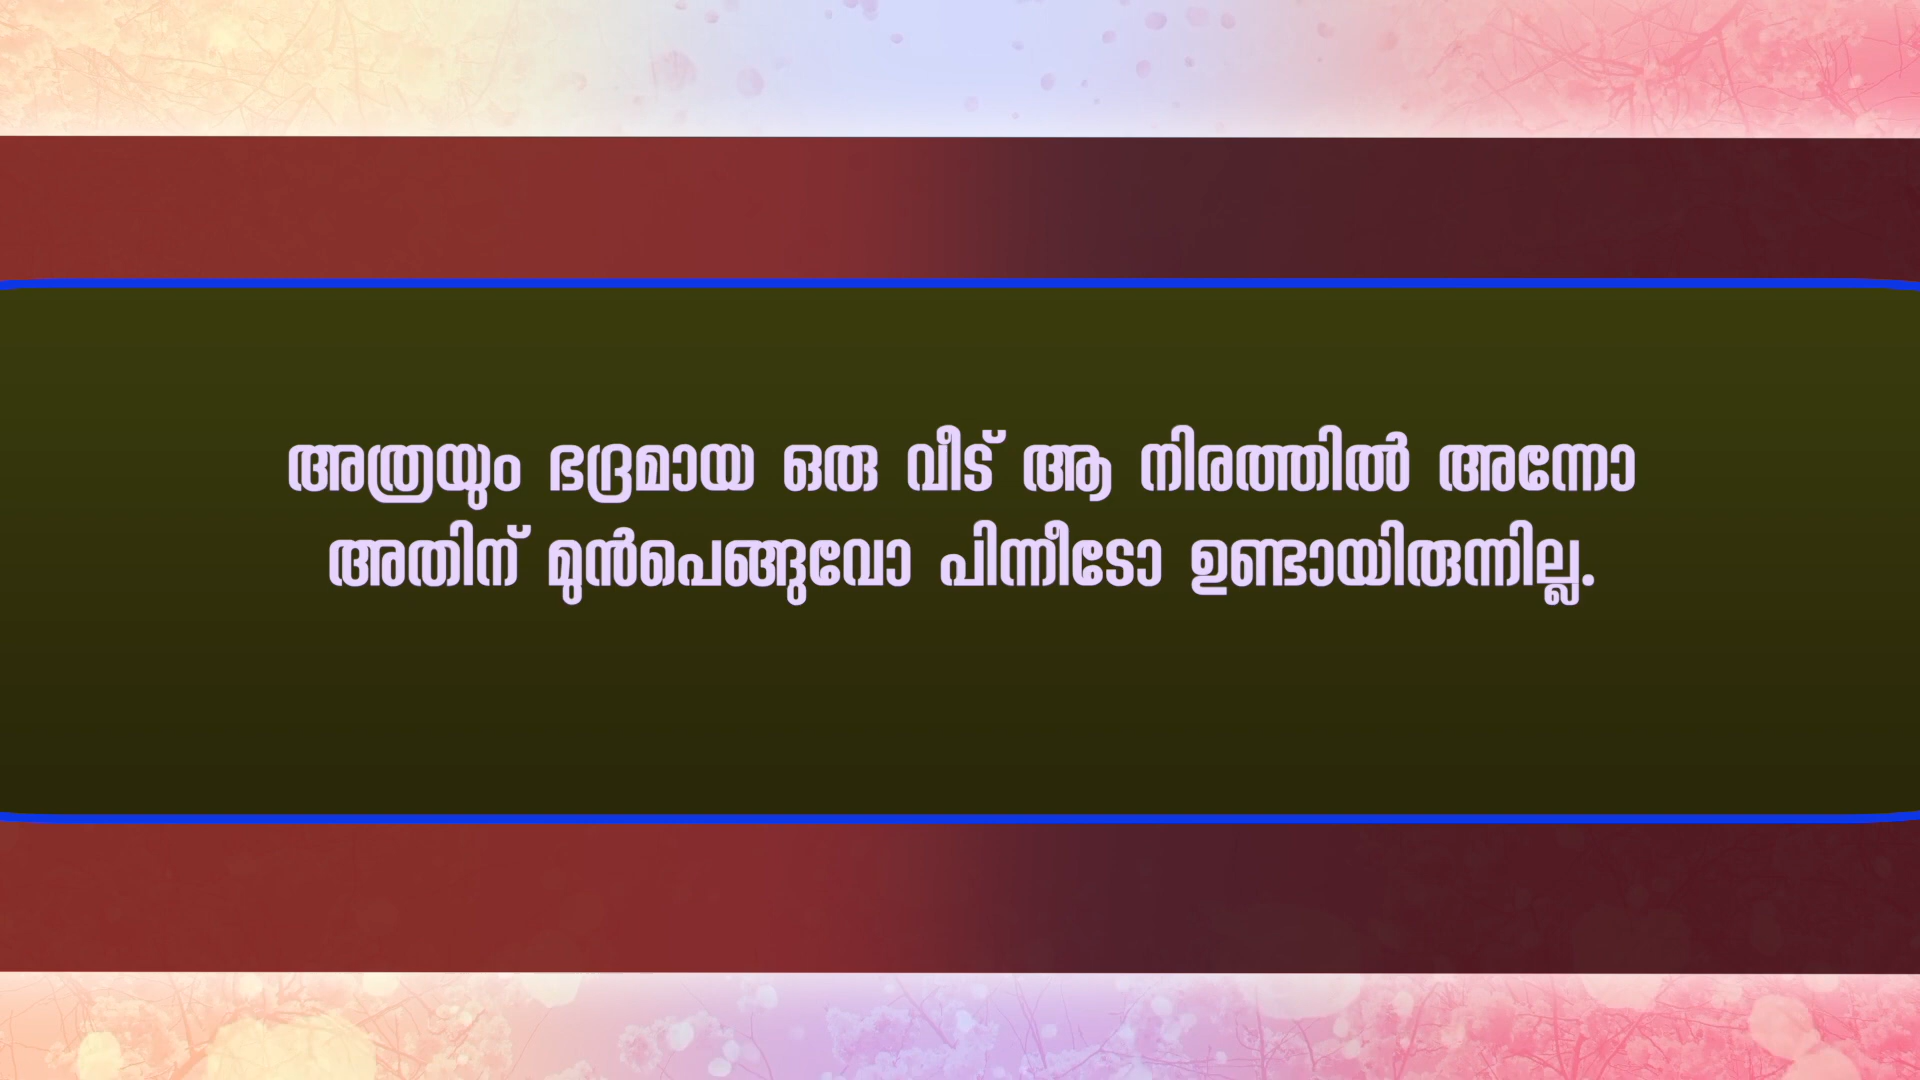 അത്രയും ഭദ്രമായ ഒരു വീട് ആ നിരത്തിൽ അന്നോ
അതിന് മുൻപെങ്ങുവോ പിന്നീടോ ഉണ്ടായിരുന്നില്ല.